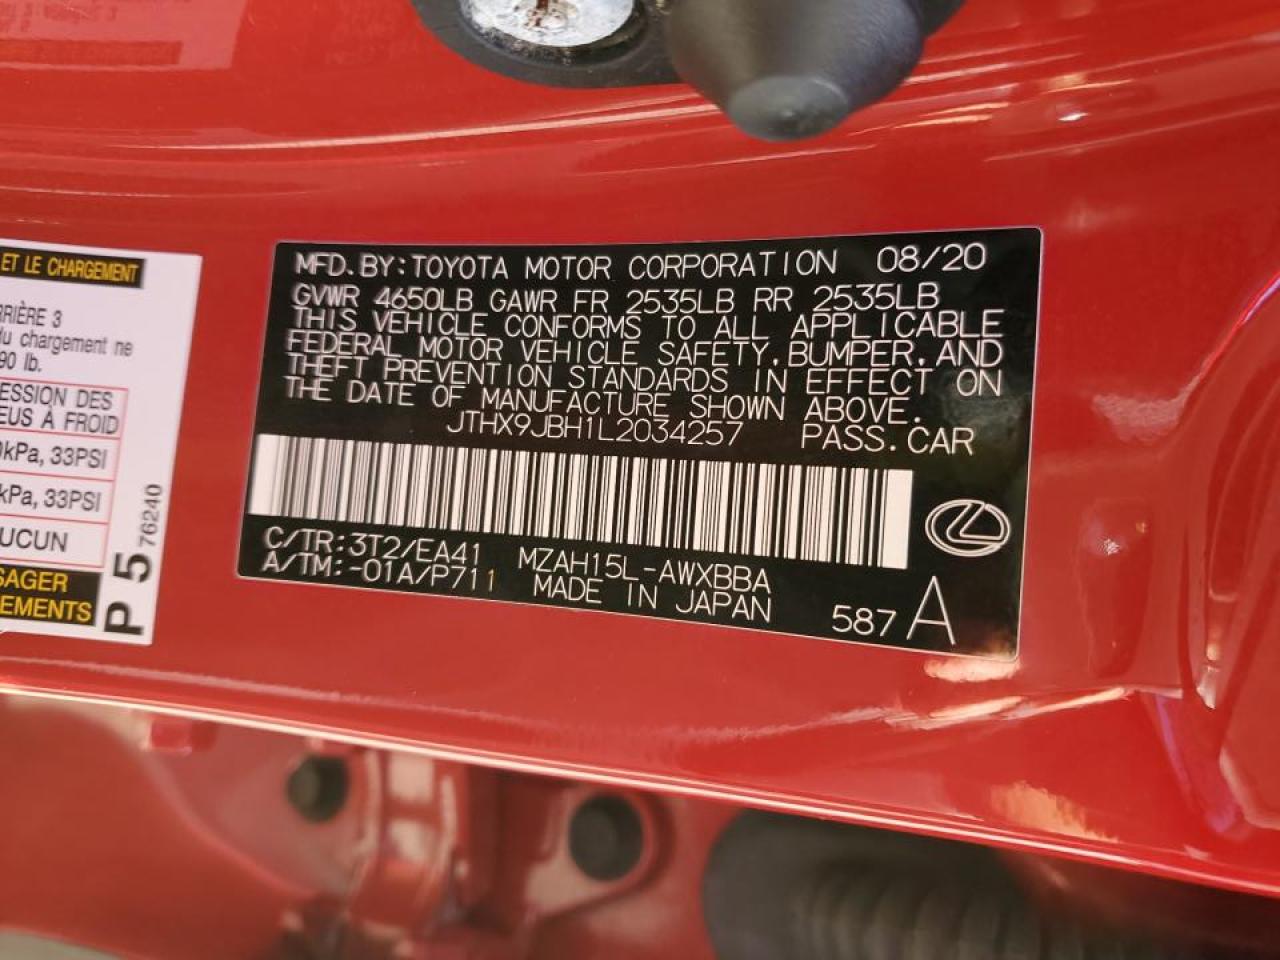 ET LE CHARGEMENT
RRIÈRE 3
du chargement ne
90 lb.
ESSION DES
EUS À FROID
kPa, 33PSI
kPa, 33PSI
UCUN
SAGER
EMENTS
P 5 76240
MFD.BY:TOYOTA MOTOR CORPORATION 08/20
GVWR 4650LB GAWR FR 2535LB RR 2535LB
THIS VEHICLE CONFORMS TO ALL APPLICABLE
FEDERAL MOTOR VEHICLE SAFETY,BUMPER,AND
THEFT PREVENTION STANDARDS IN EFFECT ON
THE DATE OF MANUFACTURE SHOWN ABOVE.
JTHX9JBH1L2034257 PASS.CAR
C/TR:3T2/EA41 MZAH15L-AWXBBA
A/TM:-01A/P711 MADE IN JAPAN 587 A